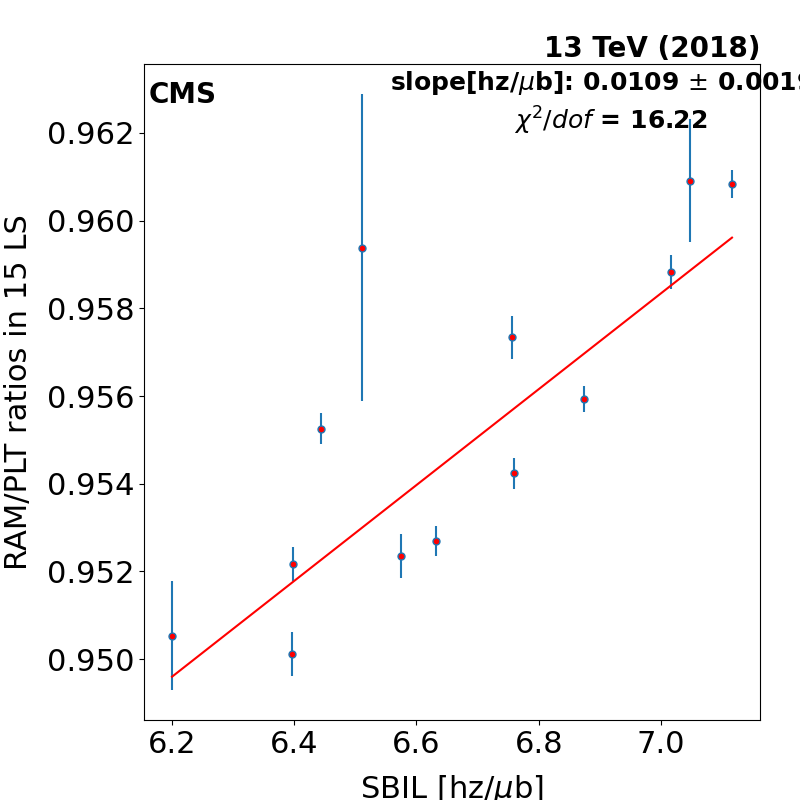 13 TeV (2018)
CMS
slope[hz/μb]: 0.0109 ± 0.0019
χ²/dof = 16.22
RAM/PLT ratios in 15 LS
0.962
0.960
0.958
0.956
0.954
0.952
0.950
6.2 6.4 6.6 6.8 7.0
SBIL [hz/μb]